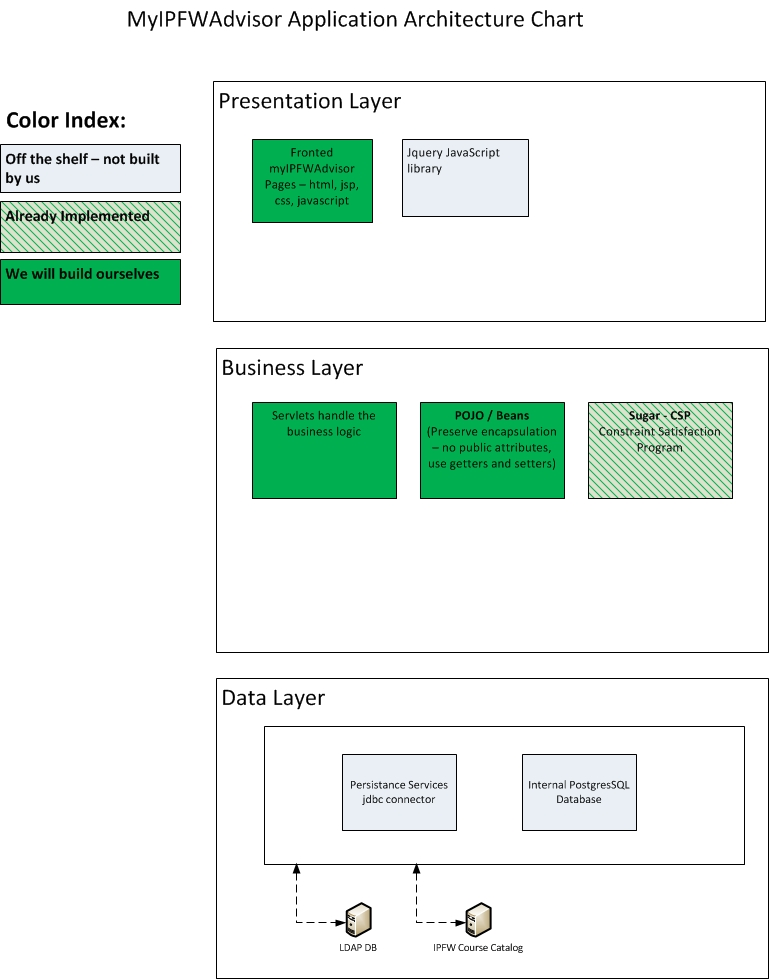 MyIPFWAdvisor Application Architecture Chart
Color Index:
Off the shelf – not built
by us
Already Implemented
We will build ourselves
Presentation Layer
Fronted
myIPFWAdvisor
Pages – html, jsp,
css, javascript
Jquery JavaScript
library
Business Layer
Servlets handle the
business logic
POJO / Beans
(Preserve encapsulation
– no public attributes,
use getters and setters)
Sugar - CSP
Constraint Satisfaction
Program
Data Layer
Persistance Services
jdbc connector
Internal PostgresSQL
Database
LDAP DB
IPFW Course Catalog